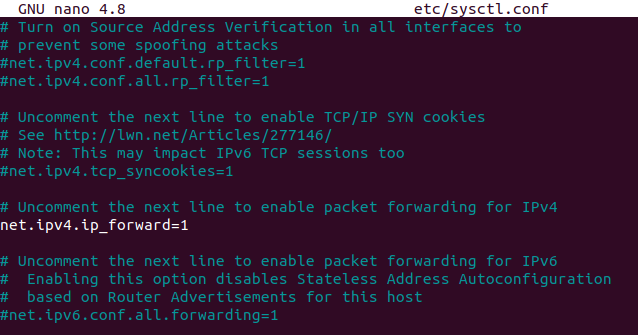 GNU nano 4.8 etc/sysctl.conf
# Turn on Source Address Verification in all interfaces to
# prevent some spoofing attacks
#net.ipv4.conf.default.rp_filter=1
#net.ipv4.conf.all.rp_filter=1
# Uncomment the next line to enable TCP/IP SYN cookies
# See http://lwn.net/Articles/277146/
# Note: This may impact IPv6 TCP sessions too
#net.ipv4.tcp_syncookies=1
# Uncomment the next line to enable packet forwarding for IPv4
net.ipv4.ip_forward=1
# Uncomment the next line to enable packet forwarding for IPv6
#  Enabling this option disables Stateless Address Autoconfiguration
#  based on Router Advertisements for this host
#net.ipv6.conf.all.forwarding=1